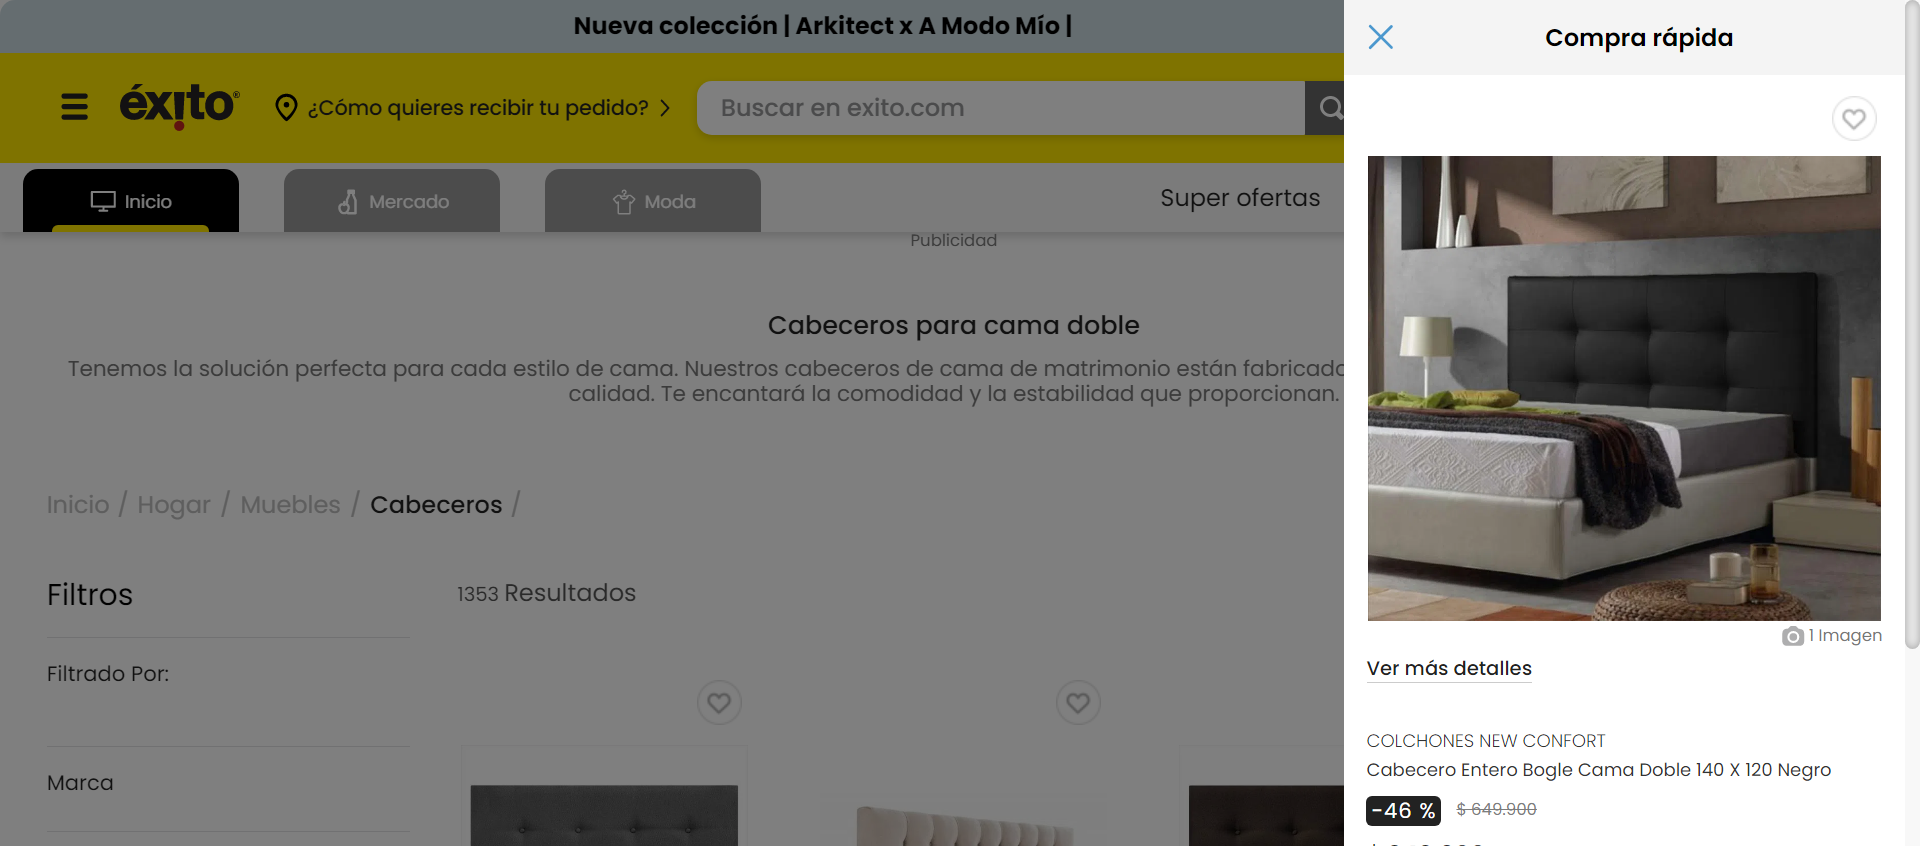 Nueva colección | Arkitect x A Modo Mío |
éxito®
¿Cómo quieres recibir tu pedido?
Buscar en exito.com
Inicio
Mercado
Moda
Super ofertas
Publicidad
Cabeceros para cama doble
Tenemos la solución perfecta para cada estilo de cama. Nuestros cabeceros de cama de matrimonio están
calidad. Te encantará la comodidad y la estabilidad que proporcionan.
Inicio / Hogar / Muebles / Cabeceros /
Filtros
1353 Resultados
Filtrado Por:
Marca
Compra rápida
1 Imagen
Ver más detalles
COLCHONES NEW CONFORT
Cabecero Entero Bogle Cama Doble 140 X 120 Negro
-46 % $ 649.900